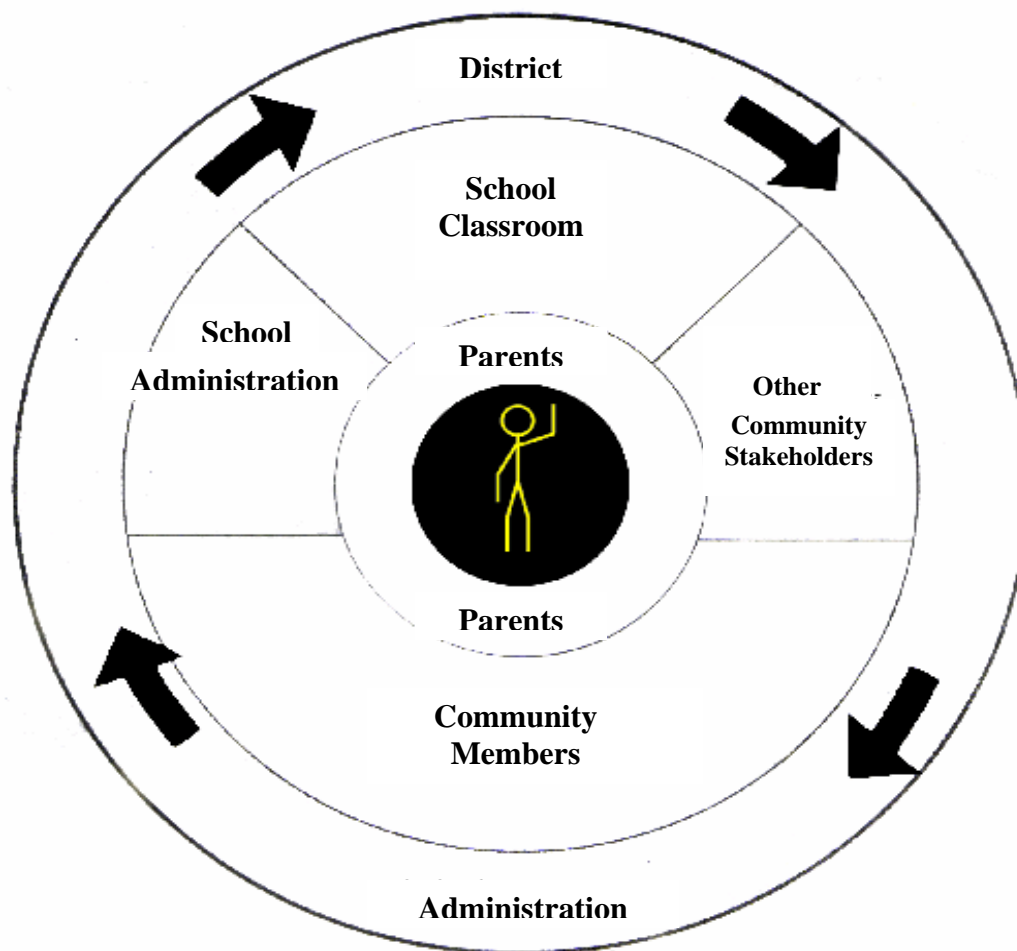 District
School
Classroom
School
Administration
Parents
Other
Community
Stakeholders
Parents
Community
Members
Administration